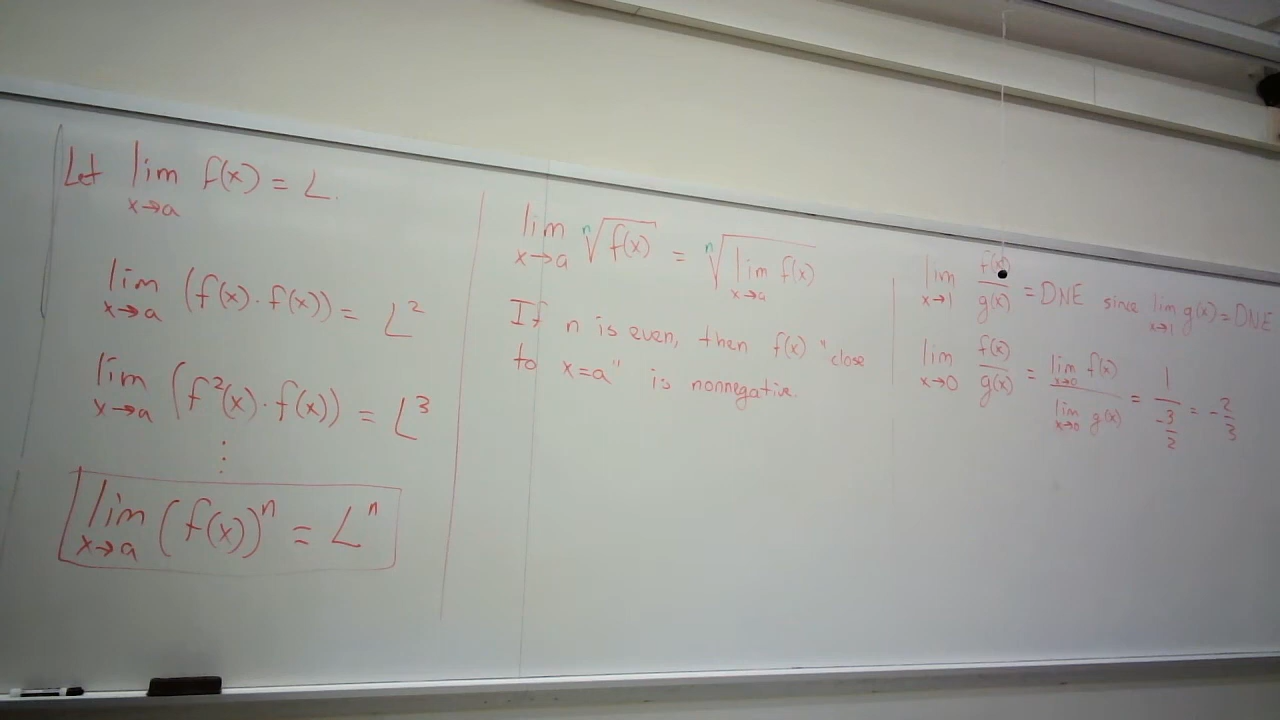 Let lim x→a f(x) = L.
lim x→a (f(x) · f(x)) = L²
lim x→a (f²(x) · f(x)) = L³
⋮
lim x→a (f(x))ⁿ = Lⁿ
lim x→a ⁿ√f(x) = ⁿ√(lim x→a f(x))
If n is even, then f(x) "close
to x=a" is nonnegative.
lim x→1 f(x)/g(x) = DNE since lim x→1 g(x) = DNE
lim x→0 f(x)/g(x) = lim x→0 f(x) / lim x→0 g(x) = 1/(-3/2) = -2/3